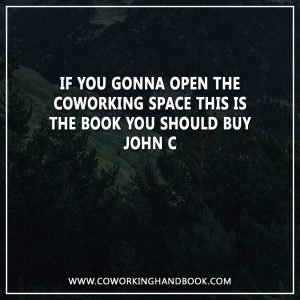 IF YOU GONNA OPEN THE
COWORKING SPACE THIS IS
THE BOOK YOU SHOULD BUY
JOHN C
WWW.COWORKINGHANDBOOK.COM